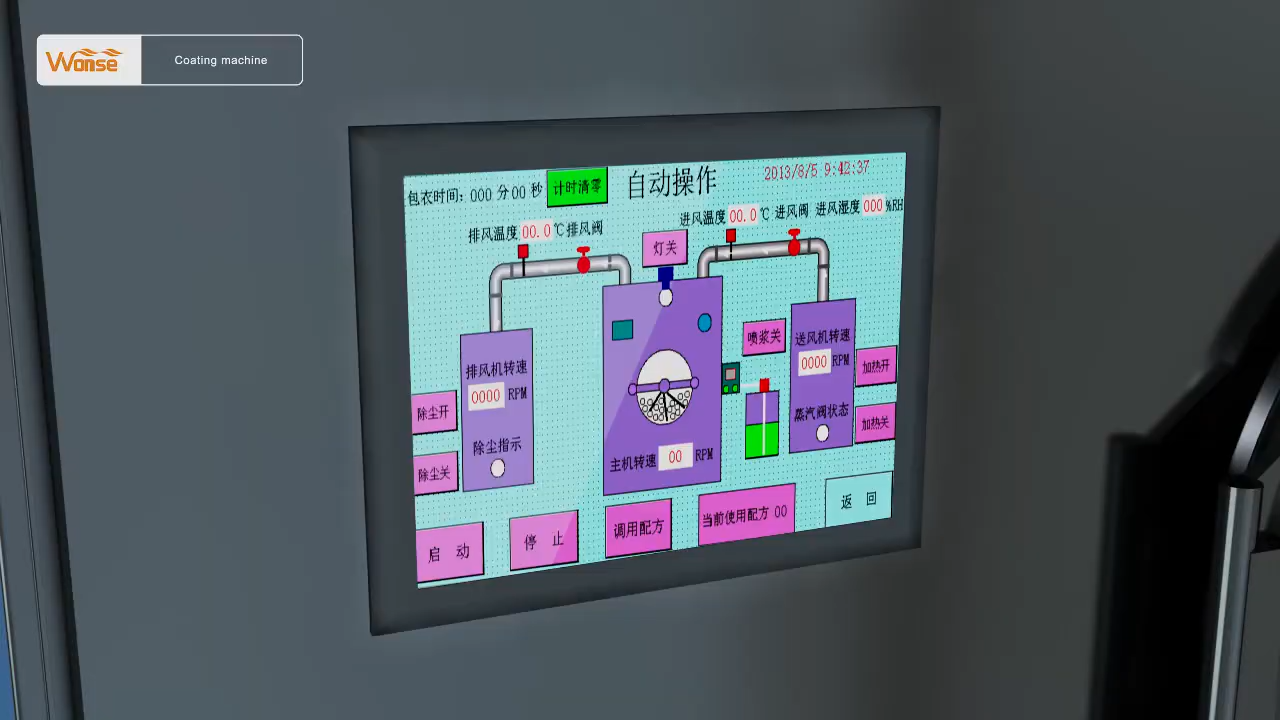 Wonse
Coating machine
包衣时间: 000 分 00 秒
计时清零
自动操作
2013/8/5 9:42:37
排风温度 00.0 ℃ 排风阀
进风温度 00.0 ℃ 进风阀 进风湿度 000 %RH
灯关
排风机转速
0000 RPM
除尘指示
除尘开
除尘关
主机转速 00 RPM
喷浆关
送风机转速
0000 RPM
蒸汽阀状态
加热开
加热关
启 动
停 止
调用配方
当前使用配方 00
返 回